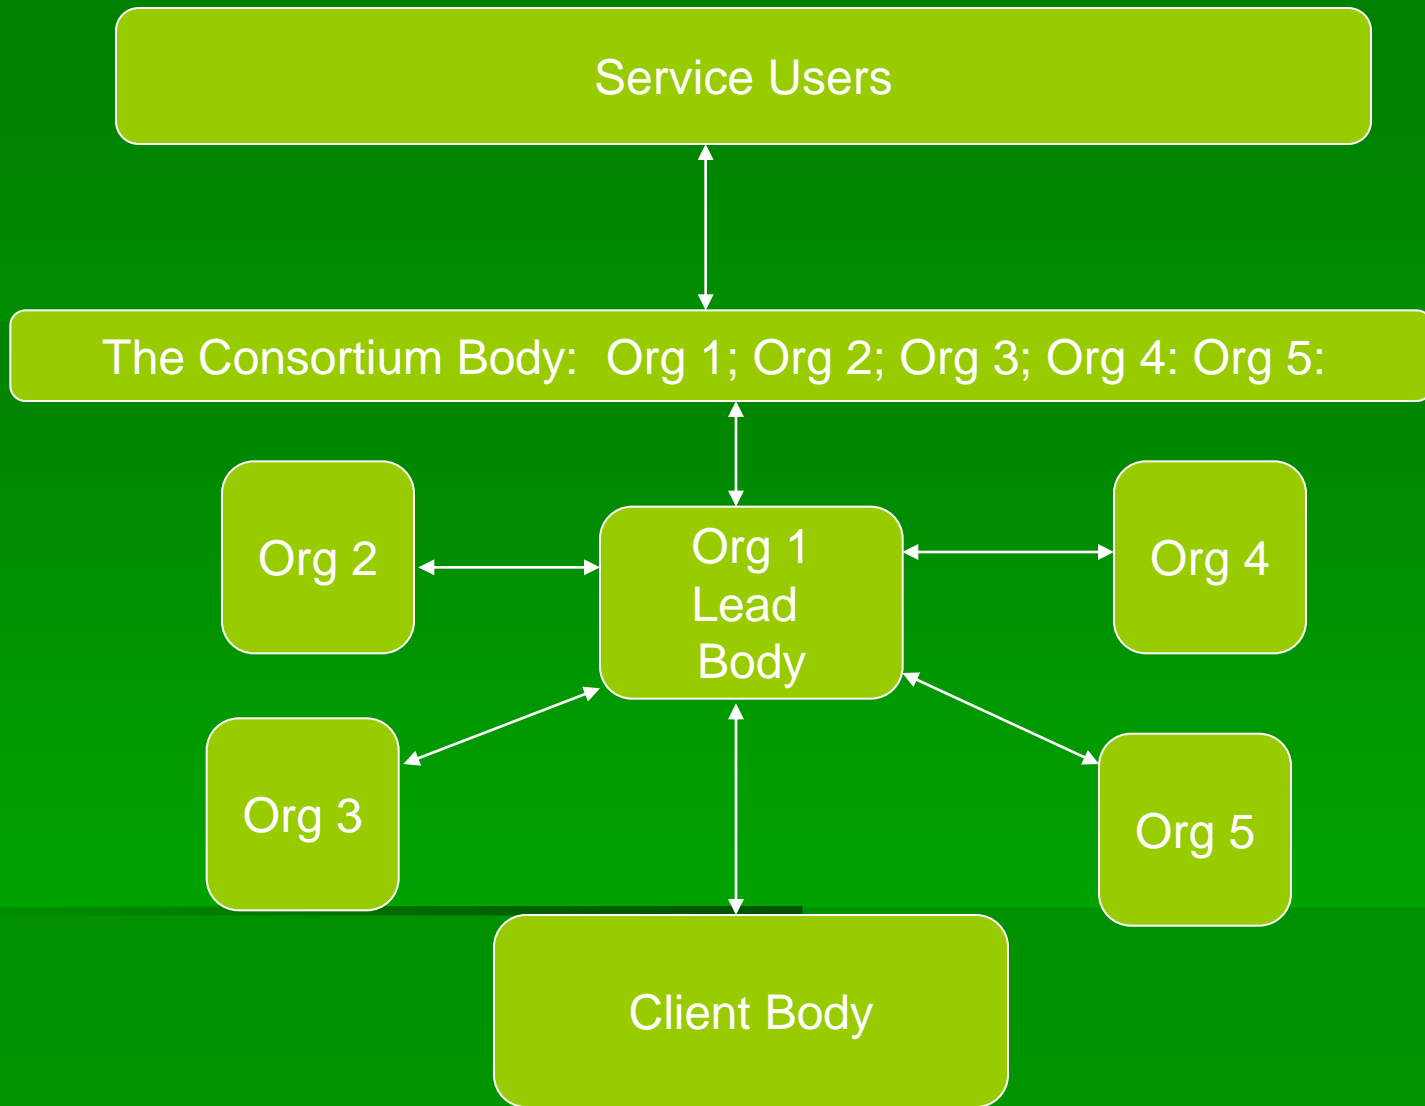 Service Users
The Consortium Body:  Org 1; Org 2; Org 3; Org 4: Org 5:
Org 2
Org 1
Lead
Body
Org 4
Org 3
Org 5
Client Body